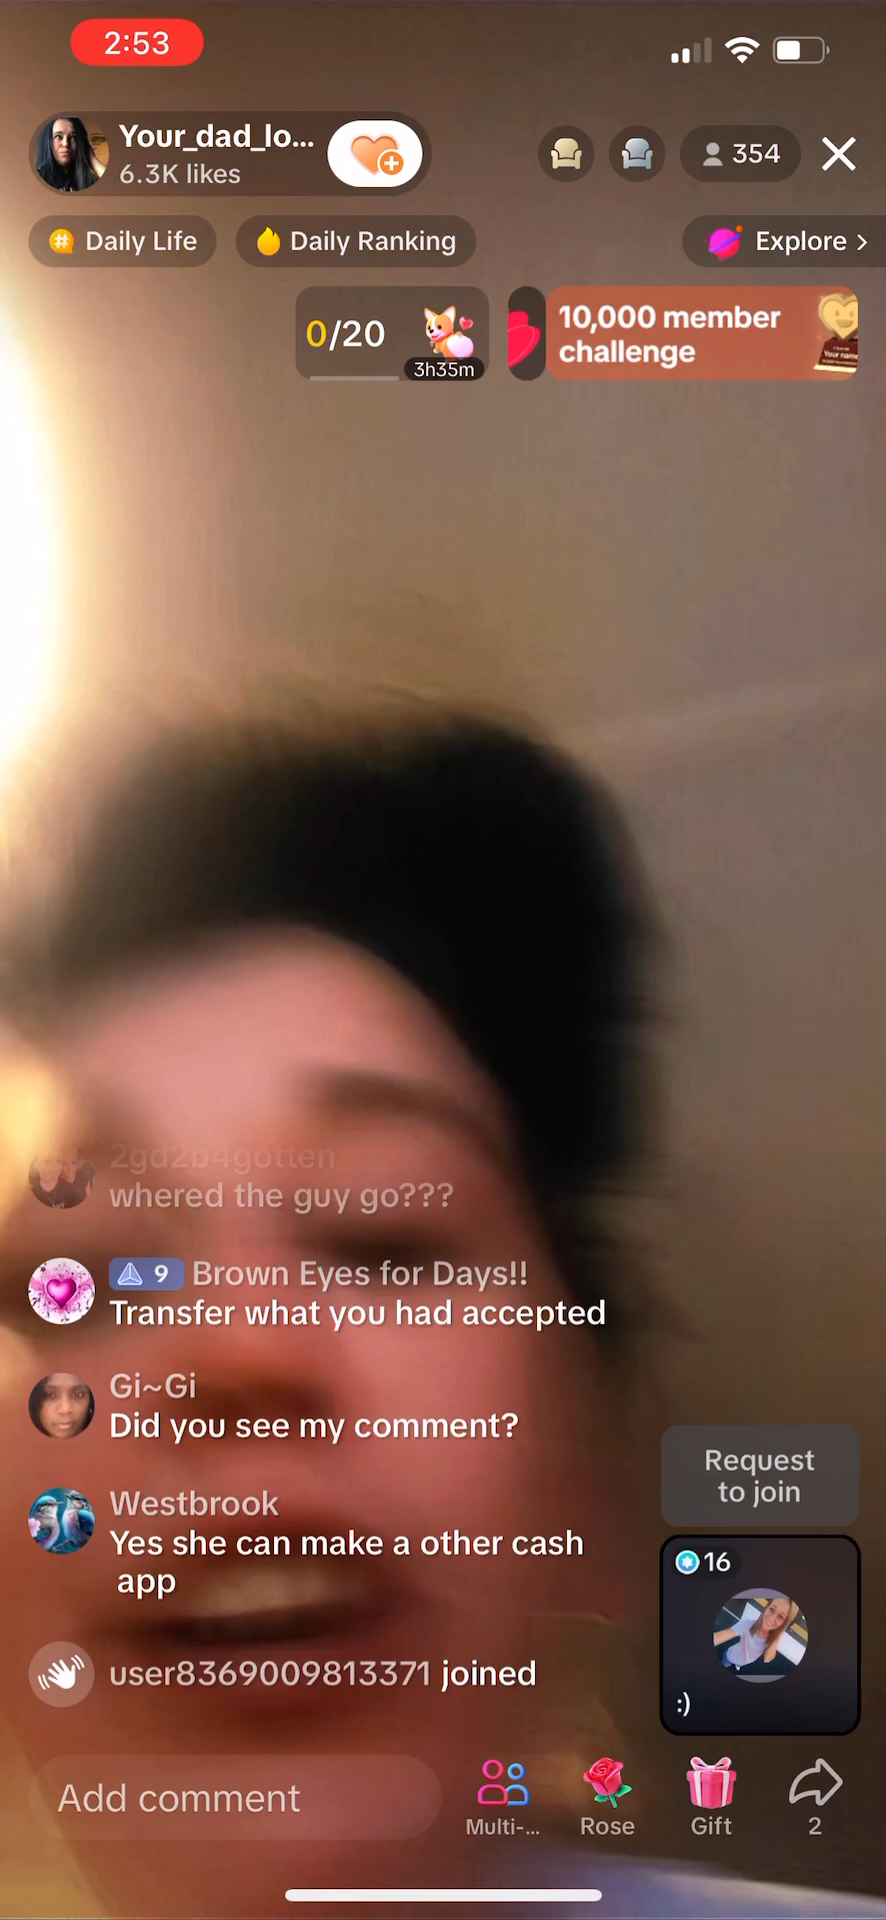 2:53
Your_dad_lo...
6.3K likes
354
Daily Life
Daily Ranking
Explore >
0/20
3h35m
10,000 member
challenge
Your name
2gd2b4gotten
whered the guy go???
9 Brown Eyes for Days!!
Transfer what you had accepted
Gi~Gi
Did you see my comment?
Westbrook
Yes she can make a other cash
app
user8369009813371 joined
Request
to join
16
:)
Add comment
Multi-...
Rose
Gift
2